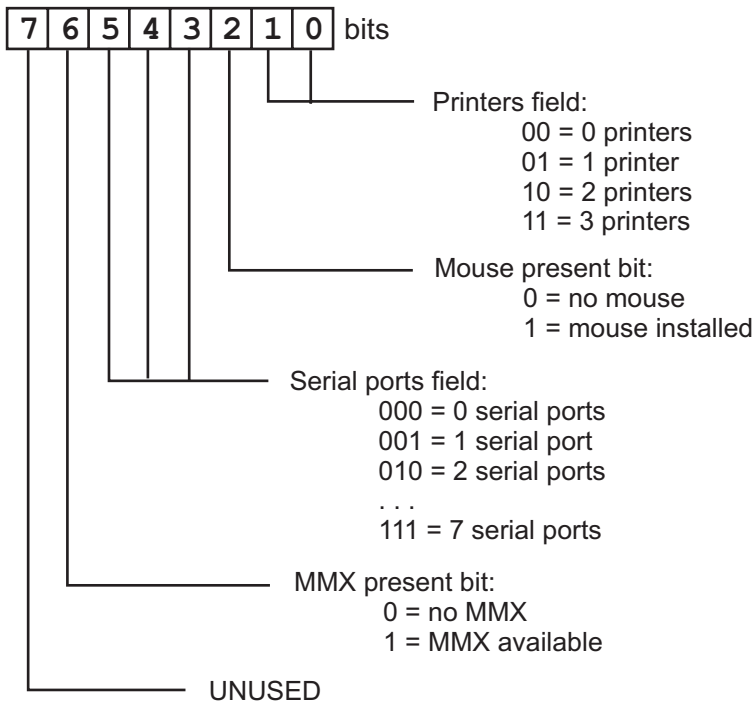 7 6 5 4 3 2 1 0 bits
Printers field:
00 = 0 printers
01 = 1 printer
10 = 2 printers
11 = 3 printers
Mouse present bit:
0 = no mouse
1 = mouse installed
Serial ports field:
000 = 0 serial ports
001 = 1 serial port
010 = 2 serial ports
. . .
111 = 7 serial ports
MMX present bit:
0 = no MMX
1 = MMX available
UNUSED